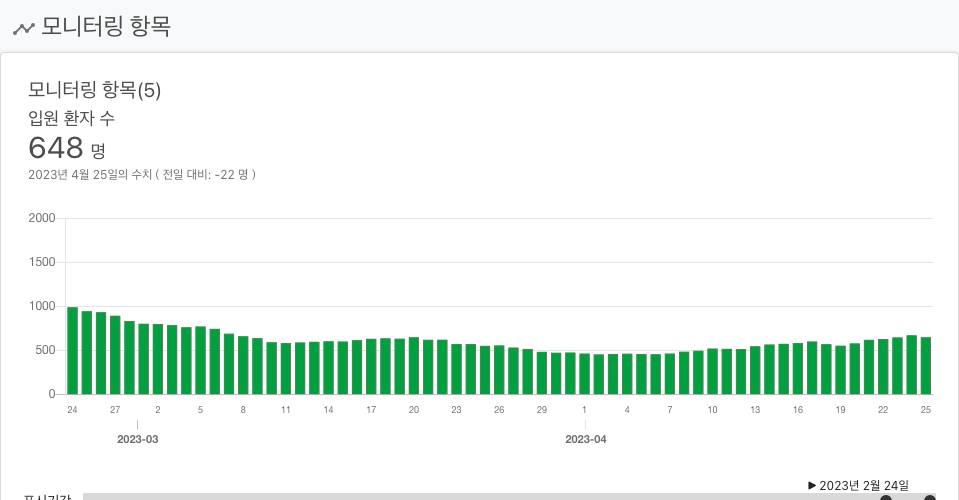 모니터링 항목
모니터링 항목(5)
입원 환자 수
648 명
2023년 4월 25일의 수치 ( 전일 대비: -22 명 )
2000
1500
1000
500
0
24 27 2 5 8 11 14 17 20 23 26 29 1 4 7 10 13 16 19 22 25
2023-03 2023-04
▶ 2023년 2월 24일
표시기간